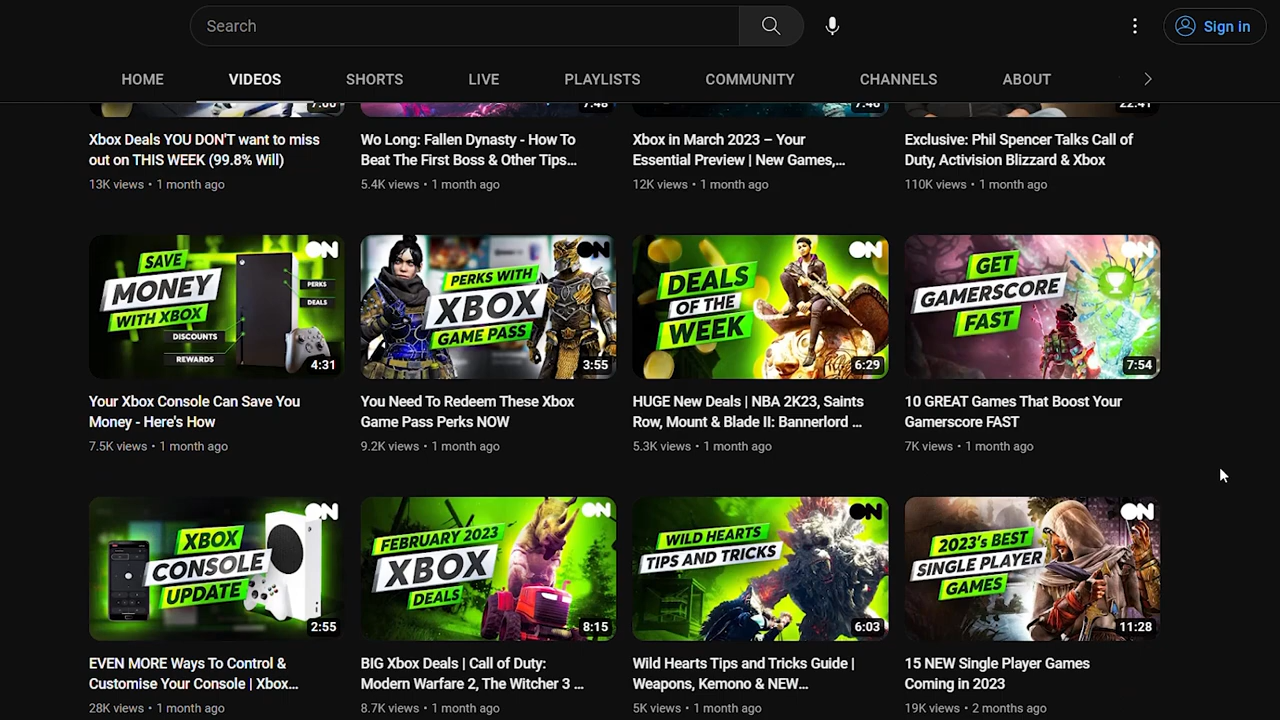 Search
Sign in
HOME VIDEOS SHORTS LIVE PLAYLISTS COMMUNITY CHANNELS ABOUT
7:48
22:41
Xbox Deals YOU DON'T want to miss
out on THIS WEEK (99.8% Will)
13K views • 1 month ago
Wo Long: Fallen Dynasty - How To
Beat The First Boss & Other Tips...
5.4K views • 1 month ago
Xbox in March 2023 – Your
Essential Preview | New Games,...
12K views • 1 month ago
Exclusive: Phil Spencer Talks Call of
Duty, Activision Blizzard & Xbox
110K views • 1 month ago
ON
SAVE
MONEY
WITH XBOX
PERKS
DEALS
DISCOUNTS
REWARDS
4:31
Your Xbox Console Can Save You
Money - Here's How
7.5K views • 1 month ago
ON
PERKS WITH
XBOX
GAME PASS
3:55
You Need To Redeem These Xbox
Game Pass Perks NOW
9.2K views • 1 month ago
ON
DEALS
OF THE
WEEK
6:29
HUGE New Deals | NBA 2K23, Saints
Row, Mount & Blade II: Bannerlord ...
5.3K views • 1 month ago
ON
GET
GAMERSCORE
FAST
7:54
10 GREAT Games That Boost Your
Gamerscore FAST
7K views • 1 month ago
ON
XBOX
CONSOLE
UPDATE
2:55
EVEN MORE Ways To Control &
Customise Your Console | Xbox...
28K views • 1 month ago
ON
FEBRUARY 2023
XBOX
DEALS
8:15
BIG Xbox Deals | Call of Duty:
Modern Warfare 2, The Witcher 3 ...
8.7K views • 1 month ago
ON
WILD HEARTS
TIPS AND TRICKS
6:03
Wild Hearts Tips and Tricks Guide |
Weapons, Kemono & NEW...
5K views • 1 month ago
ON
2023's BEST
SINGLE PLAYER
GAMES
11:28
15 NEW Single Player Games
Coming in 2023
19K views • 2 months ago